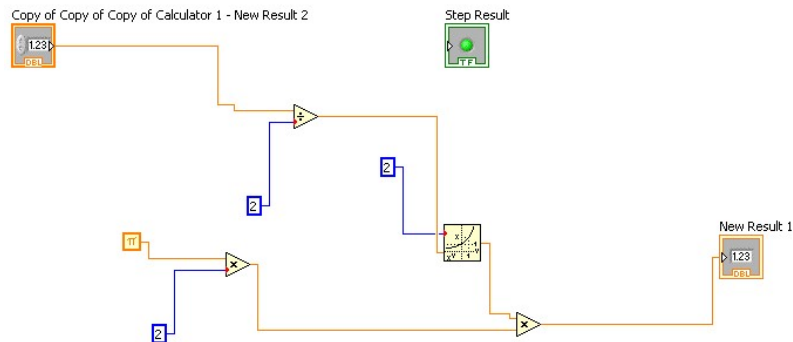 Copy of Copy of Copy of Calculator 1 - New Result 2
Step Result
1.23
DBL
TF
÷
2
2
x
x^y
π
×
2
New Result 1
1.23
DBL
×